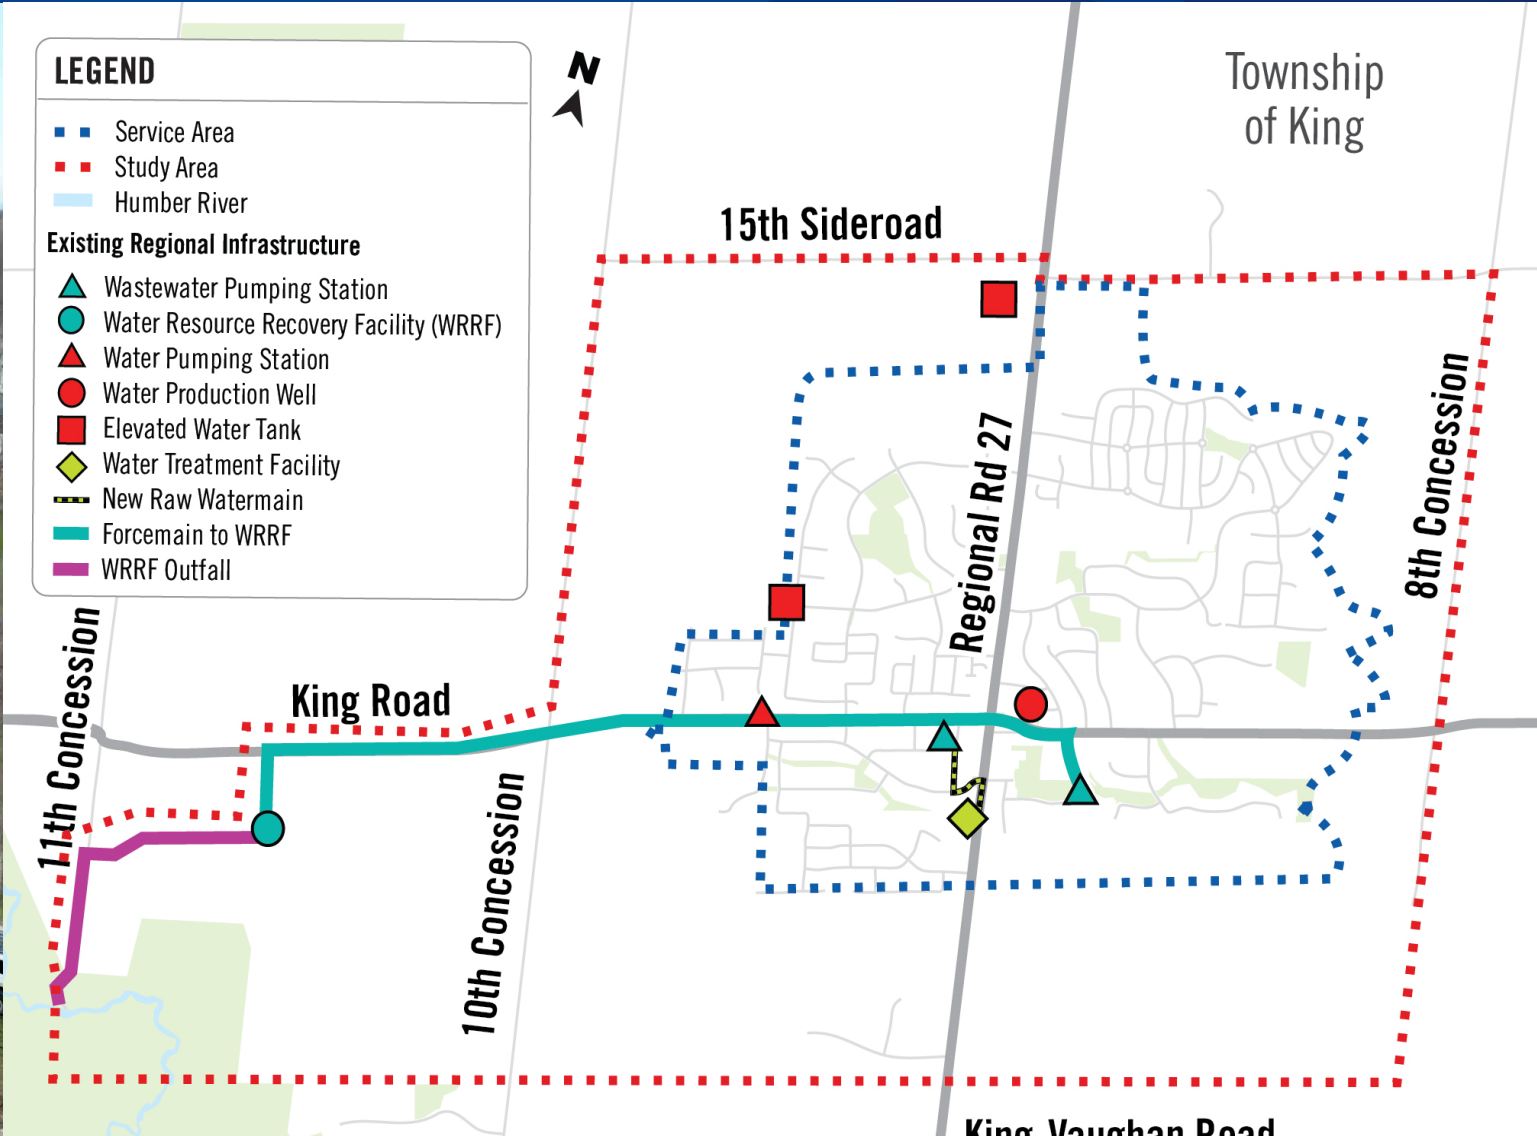 LEGEND
Service Area
Study Area
Humber River
Existing Regional Infrastructure
Wastewater Pumping Station
Water Resource Recovery Facility (WRRF)
Water Pumping Station
Water Production Well
Elevated Water Tank
Water Treatment Facility
New Raw Watermain
Forcemain to WRRF
WRRF Outfall
N
Township
of King
15th Sideroad
Regional Rd 27
8th Concession
King Road
11th Concession
10th Concession
King-Vaughan Road